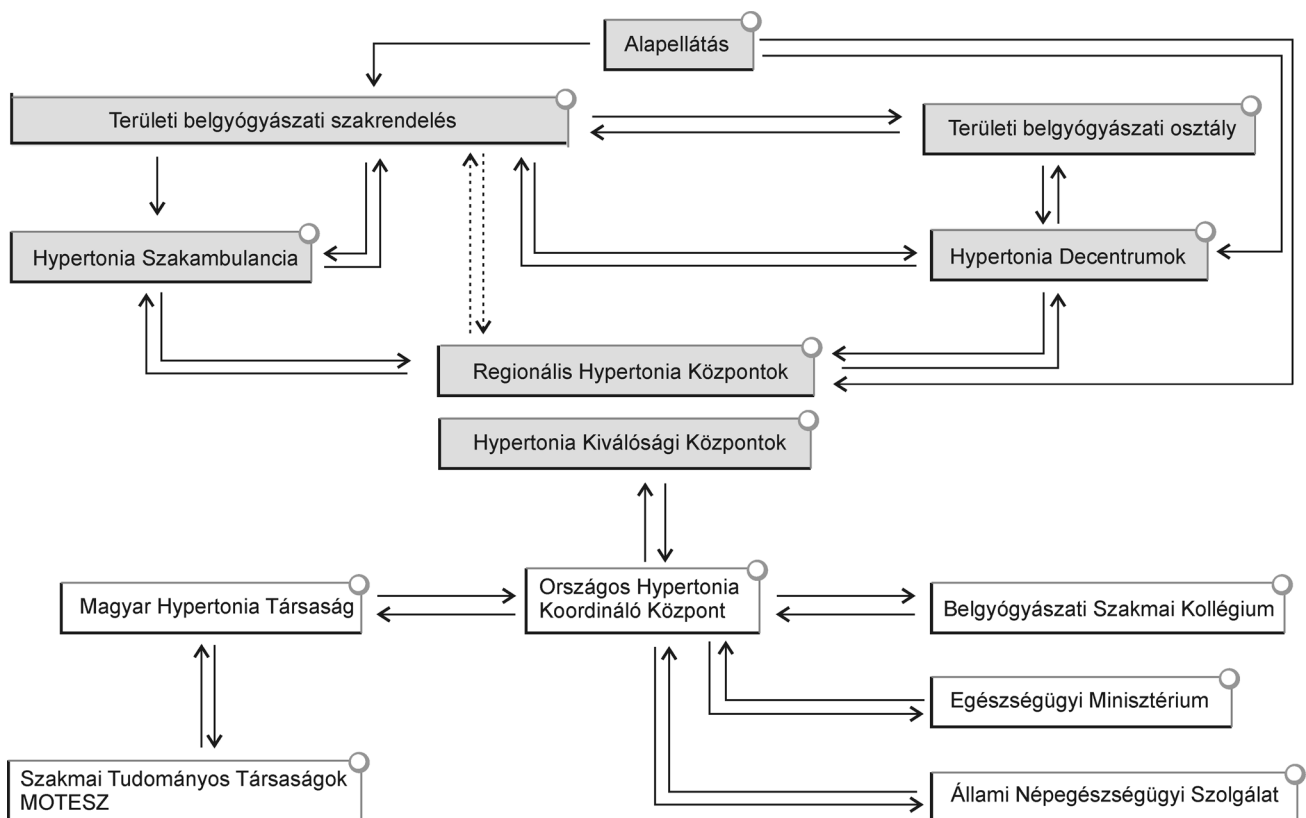 Alapellátás
Területi belgyógyászati szakrendelés
Területi belgyógyászati osztály
Hypertonia Szakambulancia
Hypertonia Decentrumok
Regionális Hypertonia Központok
Hypertonia Kiválósági Központok
Országos Hypertonia
Koordináló Központ
Magyar Hypertonia Társaság
Belgyógyászati Szakmai Kollégium
Egészségügyi Minisztérium
Szakmai Tudományos Társaságok
MOTESZ
Állami Népegészségügyi Szolgálat